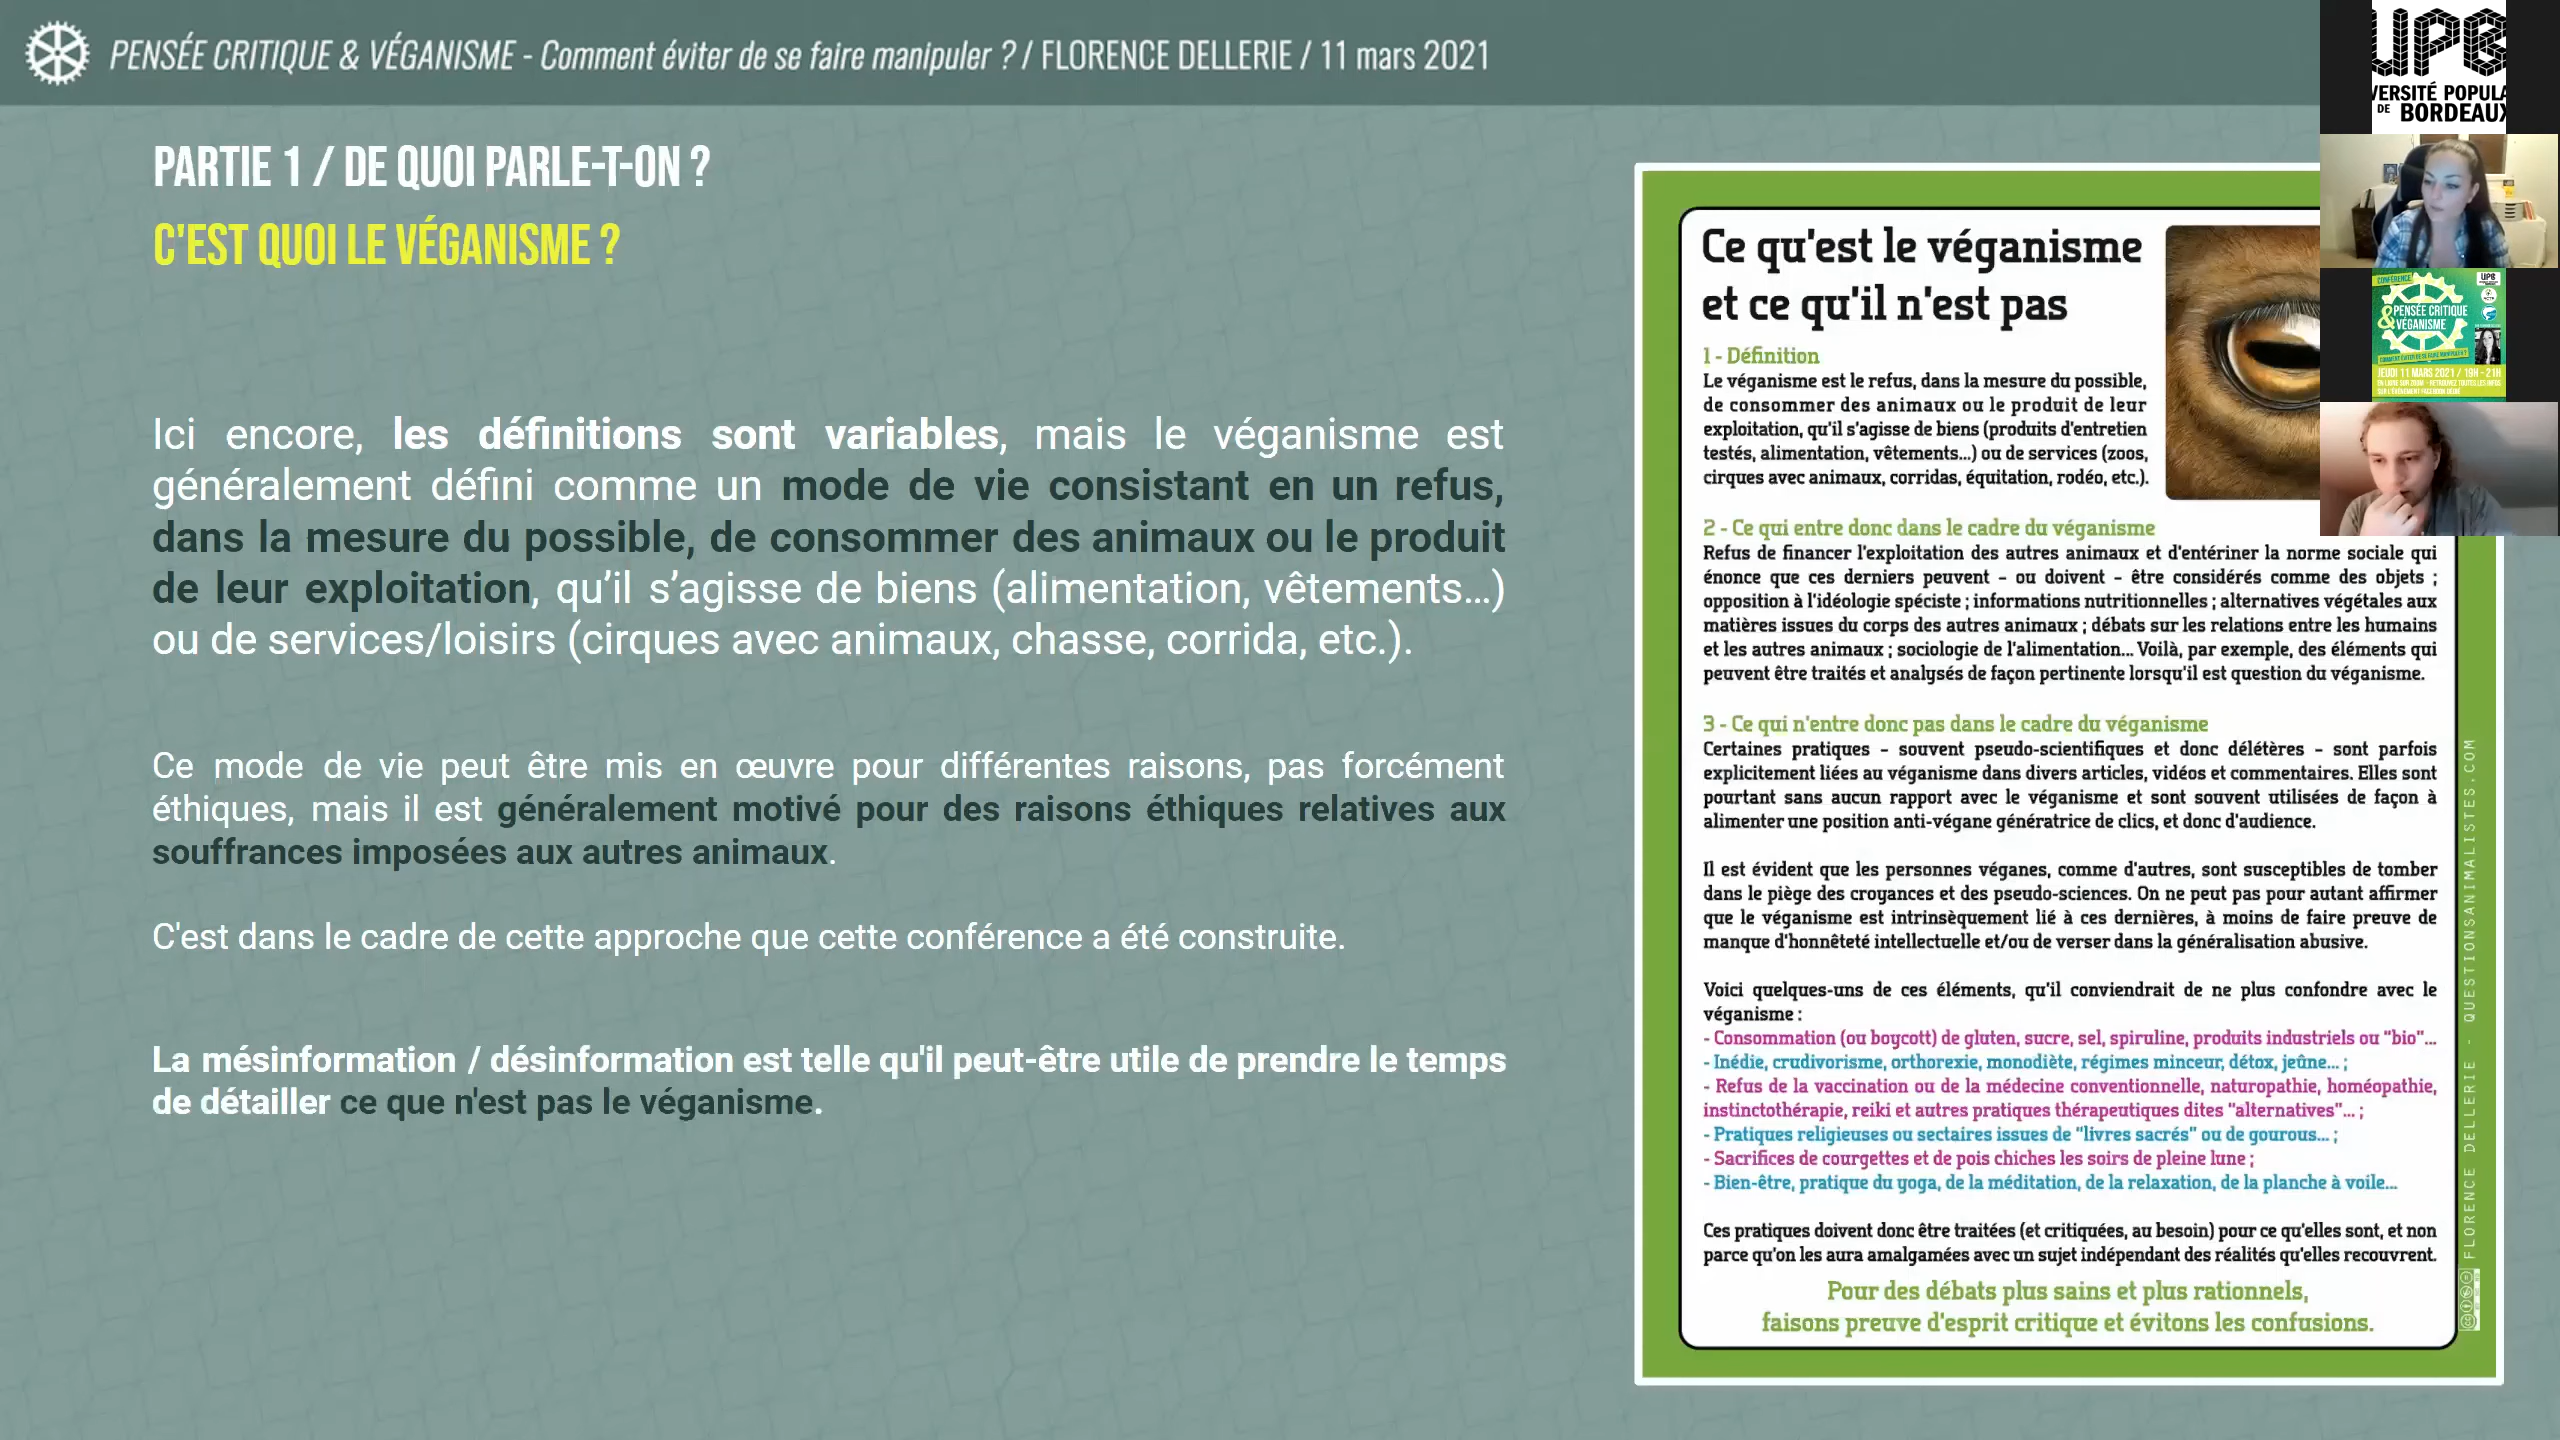 PENSÉE CRITIQUE & VÉGANISME - Comment éviter de se faire manipuler ? / FLORENCE DELLERIE / 11 mars 2021
PARTIE 1 / DE QUOI PARLE-T-ON ?
C'EST QUOI LE VÉGANISME ?
Ici encore, les définitions sont variables, mais le véganisme est
généralement défini comme un mode de vie consistant en un refus,
dans la mesure du possible, de consommer des animaux ou le produit
de leur exploitation, qu’il s’agisse de biens (alimentation, vêtements…)
ou de services/loisirs (cirques avec animaux, chasse, corrida, etc.).
Ce mode de vie peut être mis en œuvre pour différentes raisons, pas forcément
éthiques, mais il est généralement motivé pour des raisons éthiques relatives aux
souffrances imposées aux autres animaux.
C'est dans le cadre de cette approche que cette conférence a été construite.
La mésinformation / désinformation est telle qu'il peut-être utile de prendre le temps
de détailler ce que n'est pas le véganisme.
Ce qu'est le véganisme
et ce qu'il n'est pas
1 - Définition
Le véganisme est le refus, dans la mesure du possible,
de consommer des animaux ou le produit de leur
exploitation, qu'il s'agisse de biens (produits d'entretien
testés, alimentation, vêtements...) ou de services (zoos,
cirques avec animaux, corridas, équitation, rodéo, etc.).
2 - Ce qui entre donc dans le cadre du véganisme
Refus de financer l'exploitation des autres animaux et d'entériner la norme sociale qui
énonce que ces derniers peuvent - ou doivent - être considérés comme des objets ;
opposition à l'idéologie spéciste ; informations nutritionnelles ; alternatives végétales aux
matières issues du corps des autres animaux ; débats sur les relations entre les humains
et les autres animaux ; sociologie de l'alimentation... Voilà, par exemple, des éléments qui
peuvent être traités et analysés de façon pertinente lorsqu'il est question du véganisme.
3 - Ce qui n'entre donc pas dans le cadre du véganisme
Certaines pratiques - souvent pseudo-scientifiques et donc délétères - sont parfois
explicitement liées au véganisme dans divers articles, vidéos et commentaires. Elles sont
pourtant sans aucun rapport avec le véganisme et sont souvent utilisées de façon à
alimenter une position anti-végane génératrice de clics, et donc d'audience.
Il est évident que les personnes véganes, comme d'autres, sont susceptibles de tomber
dans le piège des croyances et des pseudo-sciences. On ne peut pas pour autant affirmer
que le véganisme est intrinsèquement lié à ces dernières, à moins de faire preuve de
manque d'honnêteté intellectuelle et/ou de verser dans la généralisation abusive.
Voici quelques-uns de ces éléments, qu'il conviendrait de ne plus confondre avec le
véganisme :
- Consommation (ou boycott) de gluten, sucre, sel, spiruline, produits industriels ou "bio"...
- Inédie, crudivorisme, orthorexie, monodiète, régimes minceur, détox, jeûne... ;
- Refus de la vaccination ou de la médecine conventionnelle, naturopathie, homéopathie,
instinctothérapie, reiki et autres pratiques thérapeutiques dites "alternatives"... ;
- Pratiques religieuses ou sectaires issues de "livres sacrés" ou de gourous... ;
- Sacrifices de courgettes et de pois chiches les soirs de pleine lune ;
- Bien-être, pratique du yoga, de la méditation, de la relaxation, de la planche à voile...
Ces pratiques doivent donc être traitées (et critiquées, au besoin) pour ce qu'elles sont, et non
parce qu'on les aura amalgamées avec un sujet indépendant des réalités qu'elles recouvrent.
Pour des débats plus sains et plus rationnels,
faisons preuve d'esprit critique et évitons les confusions.
FLORENCE DELLERIE - QUESTIONSANIMALISTES.COM
UPB
VERSITÉ POPULA
DE BORDEAUX
CONFÉRENCE
UPB
PENSÉE CRITIQUE
& VÉGANISME
COMMENT ÉVITER DE SE FAIRE MANIPULER ?
JEUDI 11 MARS 2021 / 19H - 21H